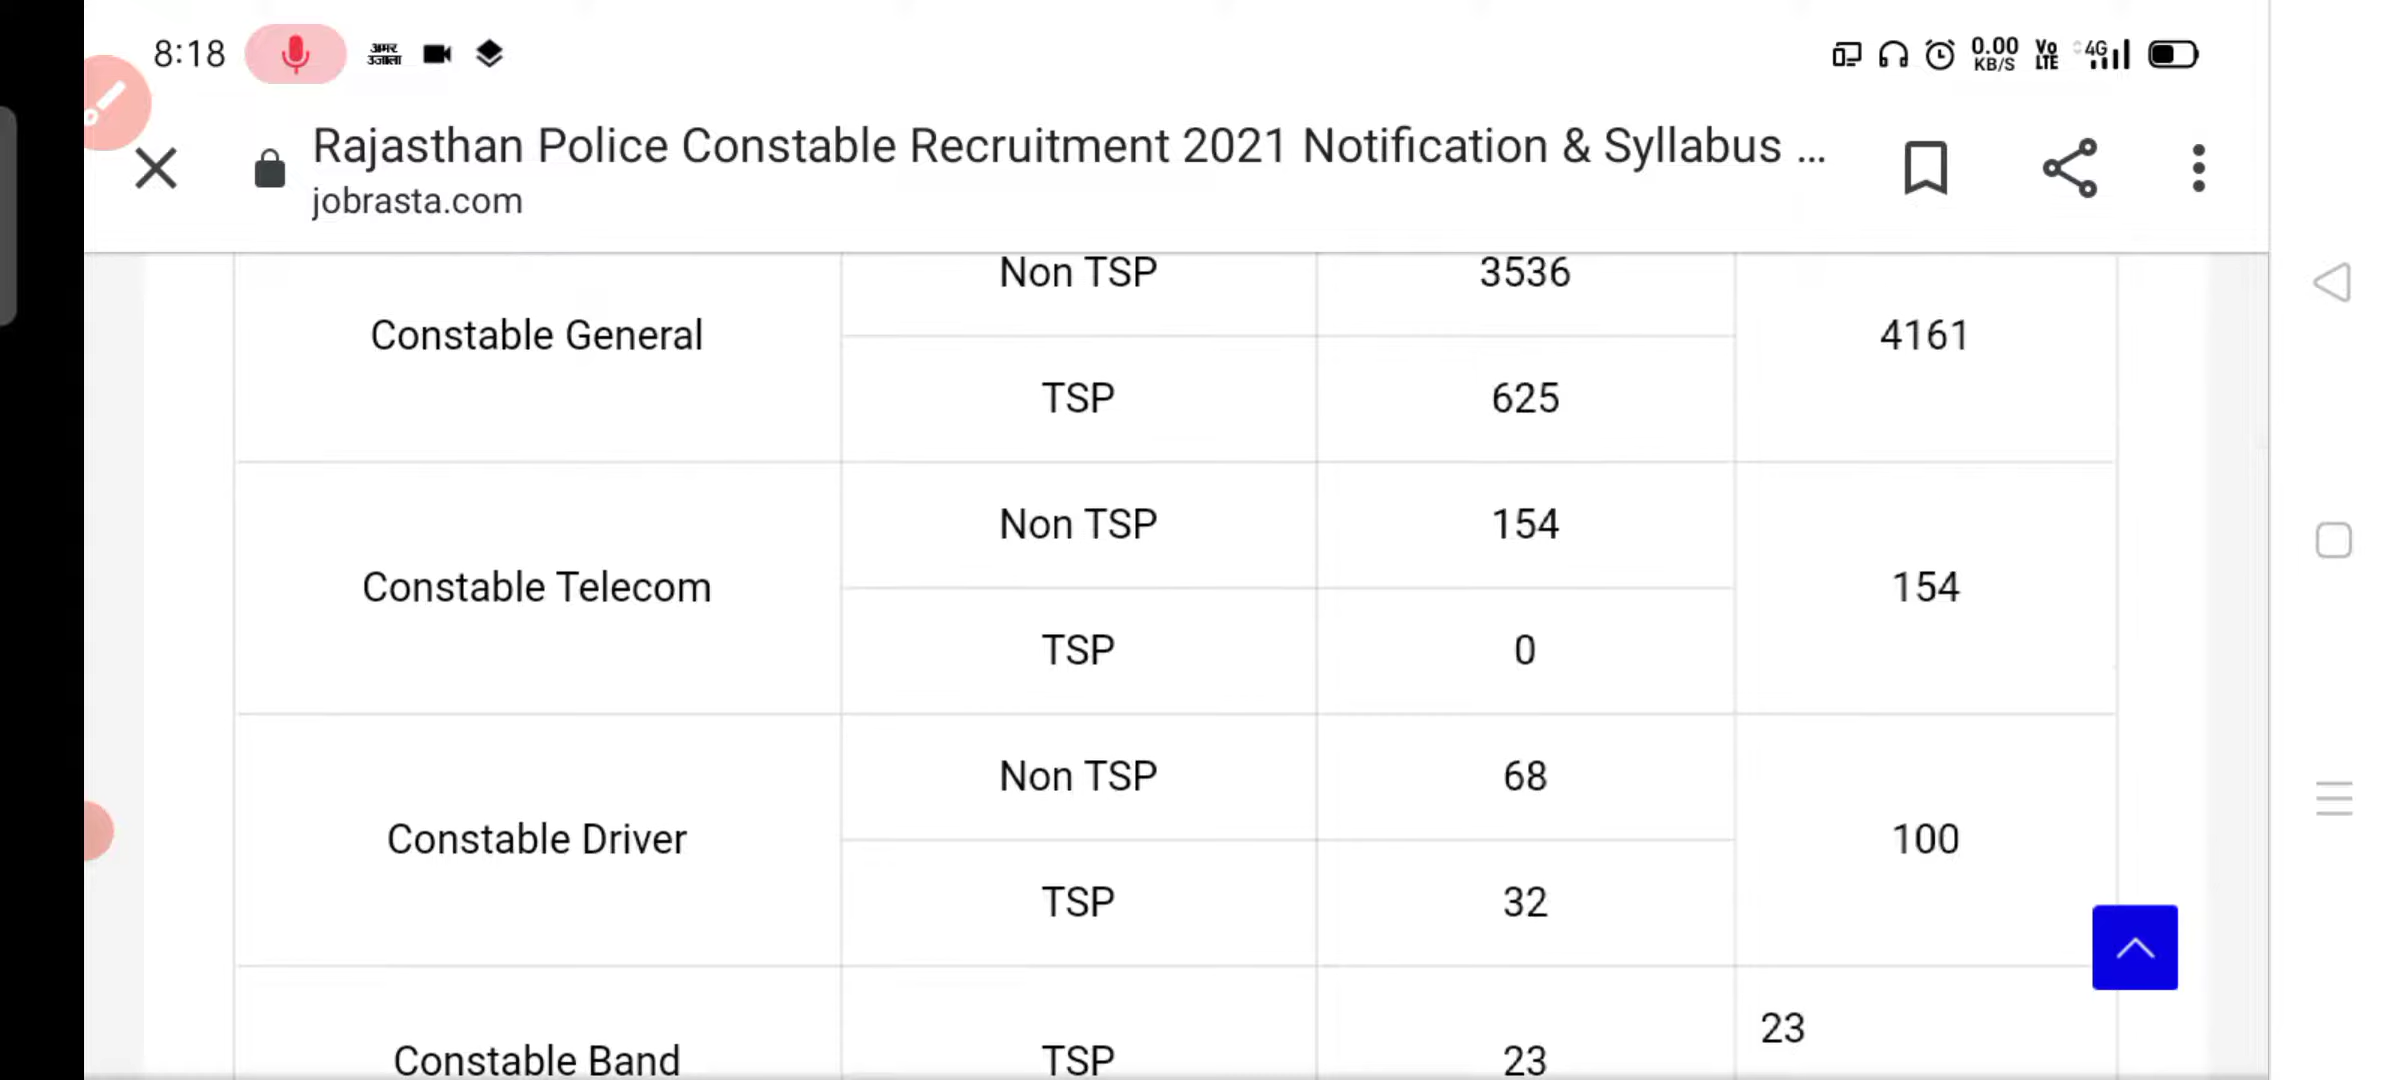 8:18
अमर
उजाला
0.00
KB/S
Vo
LTE
4G
Rajasthan Police Constable Recruitment 2021 Notification & Syllabus ...
jobrasta.com
Non TSP 3536
Constable General 4161
TSP 625
Non TSP 154
Constable Telecom 154
TSP 0
Non TSP 68
Constable Driver 100
TSP 32
23
Constable Band TSP 23